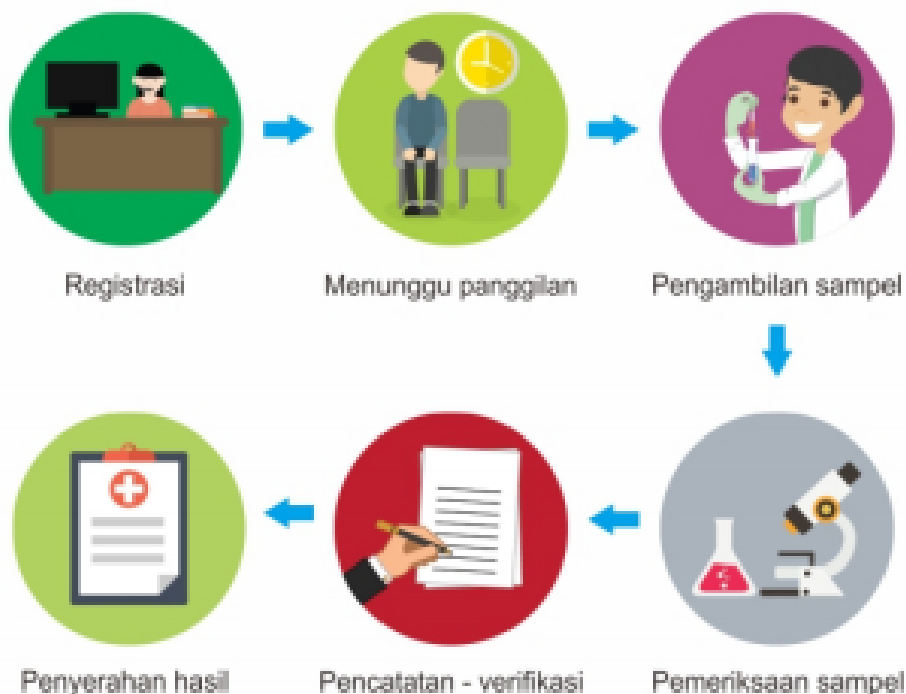 Registrasi
Menunggu panggilan
Pengambilan sampel
Pemeriksaan sampel
Pencatatan - verifikasi
Penyerahan hasil